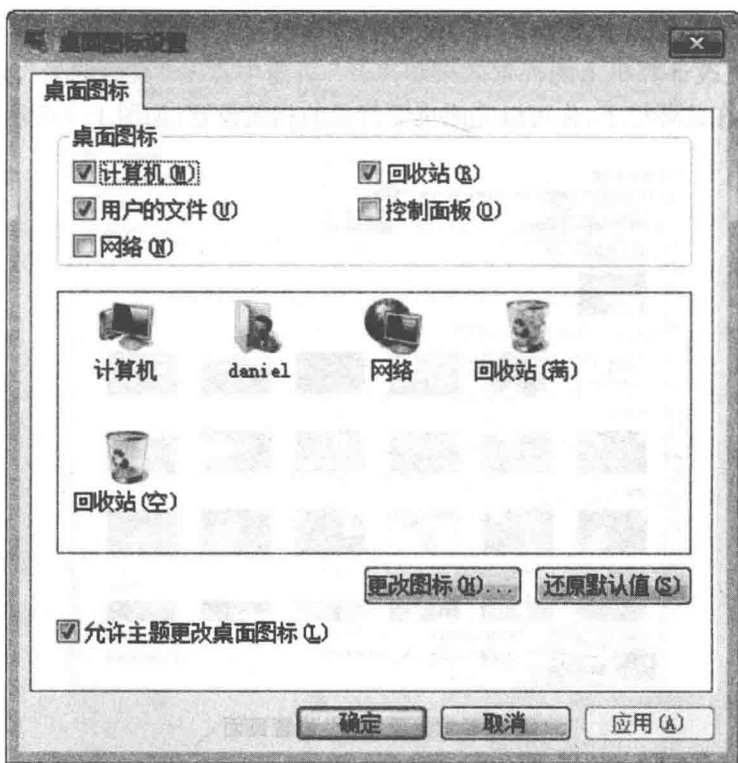 桌面图标设置
桌面图标
桌面图标
计算机(M) 回收站(R)
用户的文件(U) 控制面板(O)
网络(N)
计算机 daniel 网络 回收站(满)
回收站(空)
更改图标(H)... 还原默认值(S)
允许主题更改桌面图标(L)
确定 取消 应用(A)